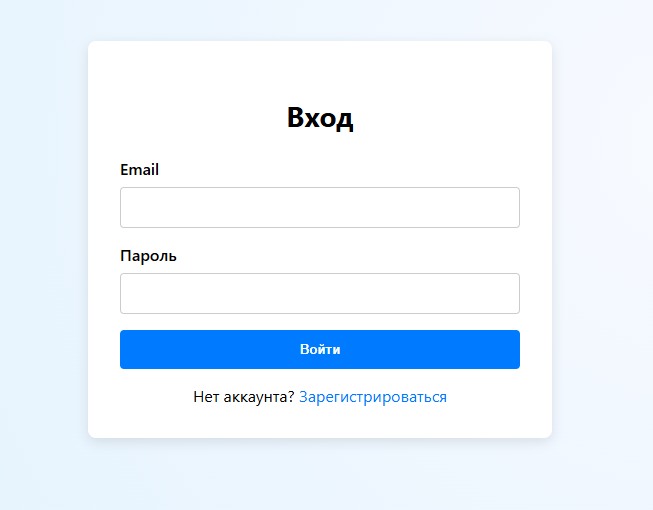 Вход
Email
Пароль
Войти
Нет аккаунта? Зарегистрироваться